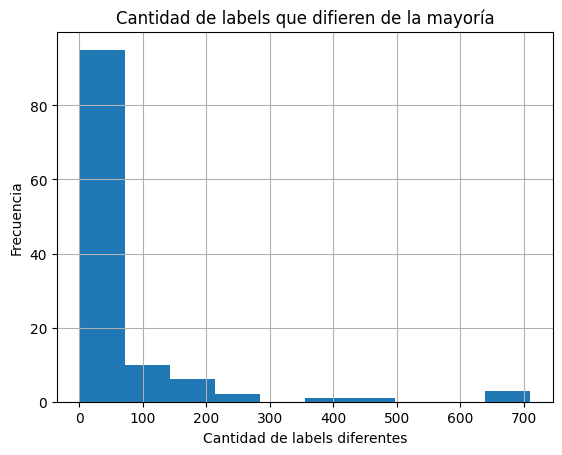 Cantidad de labels que difieren de la mayoría
80
60
40
20
0
Frecuencia
0 100 200 300 400 500 600 700
Cantidad de labels diferentes